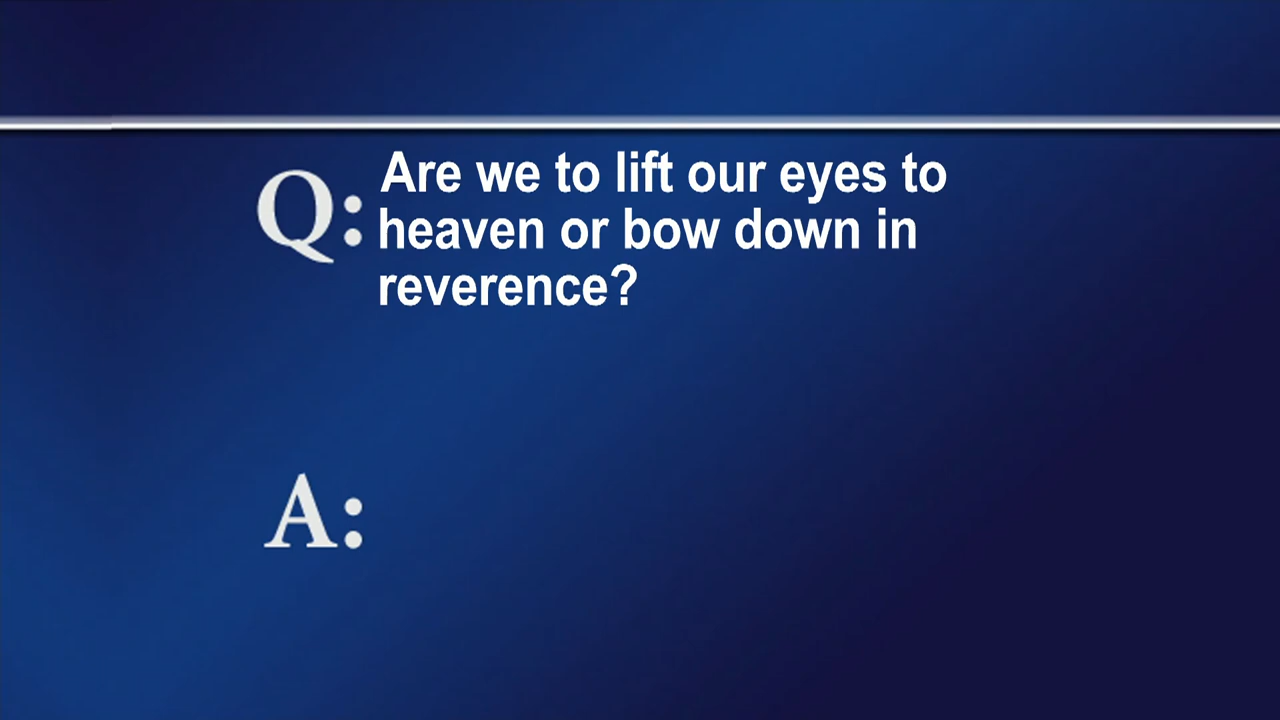 Q: Are we to lift our eyes to
heaven or bow down in
reverence?
A: